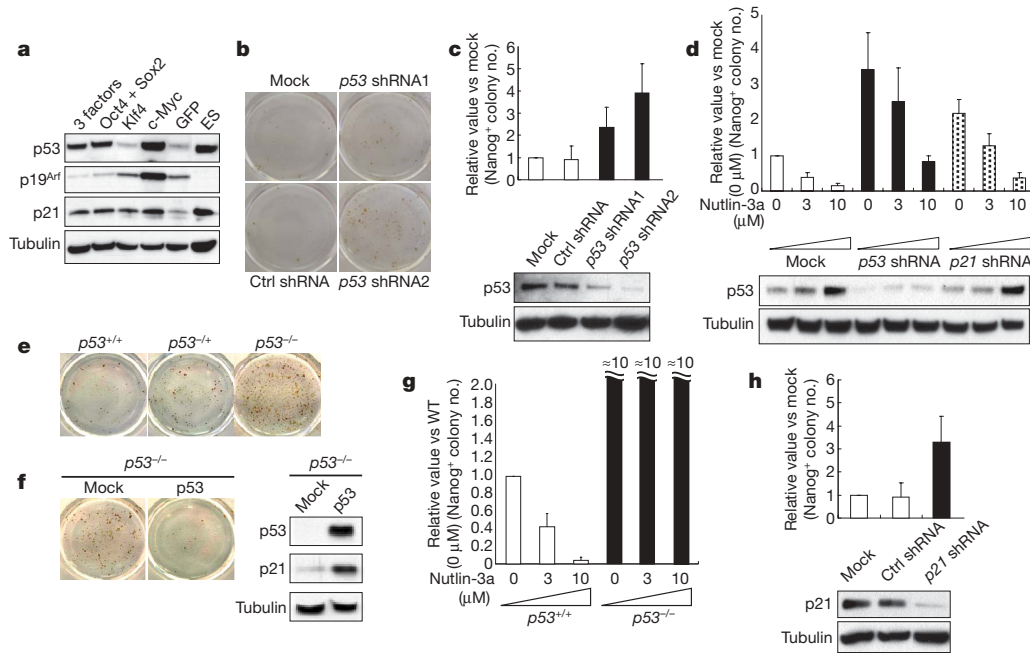 a
3 factors
Oct4 + Sox2
Klf4
c-Myc
GFP
ES
p53
p19Arf
p21
Tubulin
b
Mock
p53 shRNA1
Ctrl shRNA
p53 shRNA2
c
Relative value vs mock
(Nanog+ colony no.)
6
5
4
3
2
1
0
Mock
Ctrl shRNA
p53 shRNA1
p53 shRNA2
p53
Tubulin
d
Relative value vs mock
(0 μM) (Nanog+ colony no.)
5
4
3
2
1
0
Nutlin-3a
(μM)
0 3 10 0 3 10 0 3 10
Mock
p53 shRNA
p21 shRNA
p53
Tubulin
e
p53+/+
p53−/+
p53−/−
f
p53−/−
Mock
p53
p53−/−
Mock
p53
p53
p21
Tubulin
g
Relative value vs WT
(0 μM) (Nanog+ colony no.)
≈10 ≈10 ≈10
2.0
1.8
1.6
1.4
1.2
1.0
0.8
0.6
0.4
0.2
0
Nutlin-3a
(μM)
0 3 10 0 3 10
p53+/+
p53−/−
h
Relative value vs mock
(Nanog+ colony no.)
6
5
4
3
2
1
0
Mock
Ctrl shRNA
p21 shRNA
p21
Tubulin